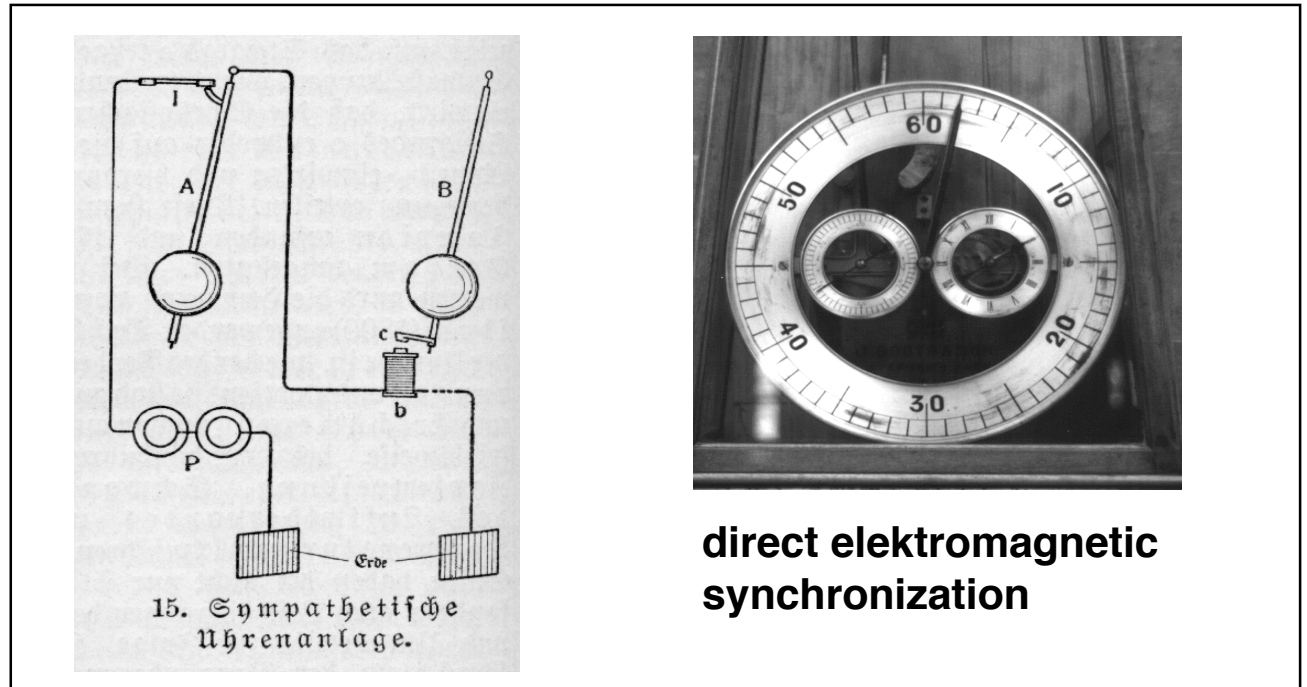 l
A
B
c
b
P
Erde
15. Sympathetiſche
Uhrenanlage.
60
10
20
30
40
50
direct elektromagnetic
synchronization